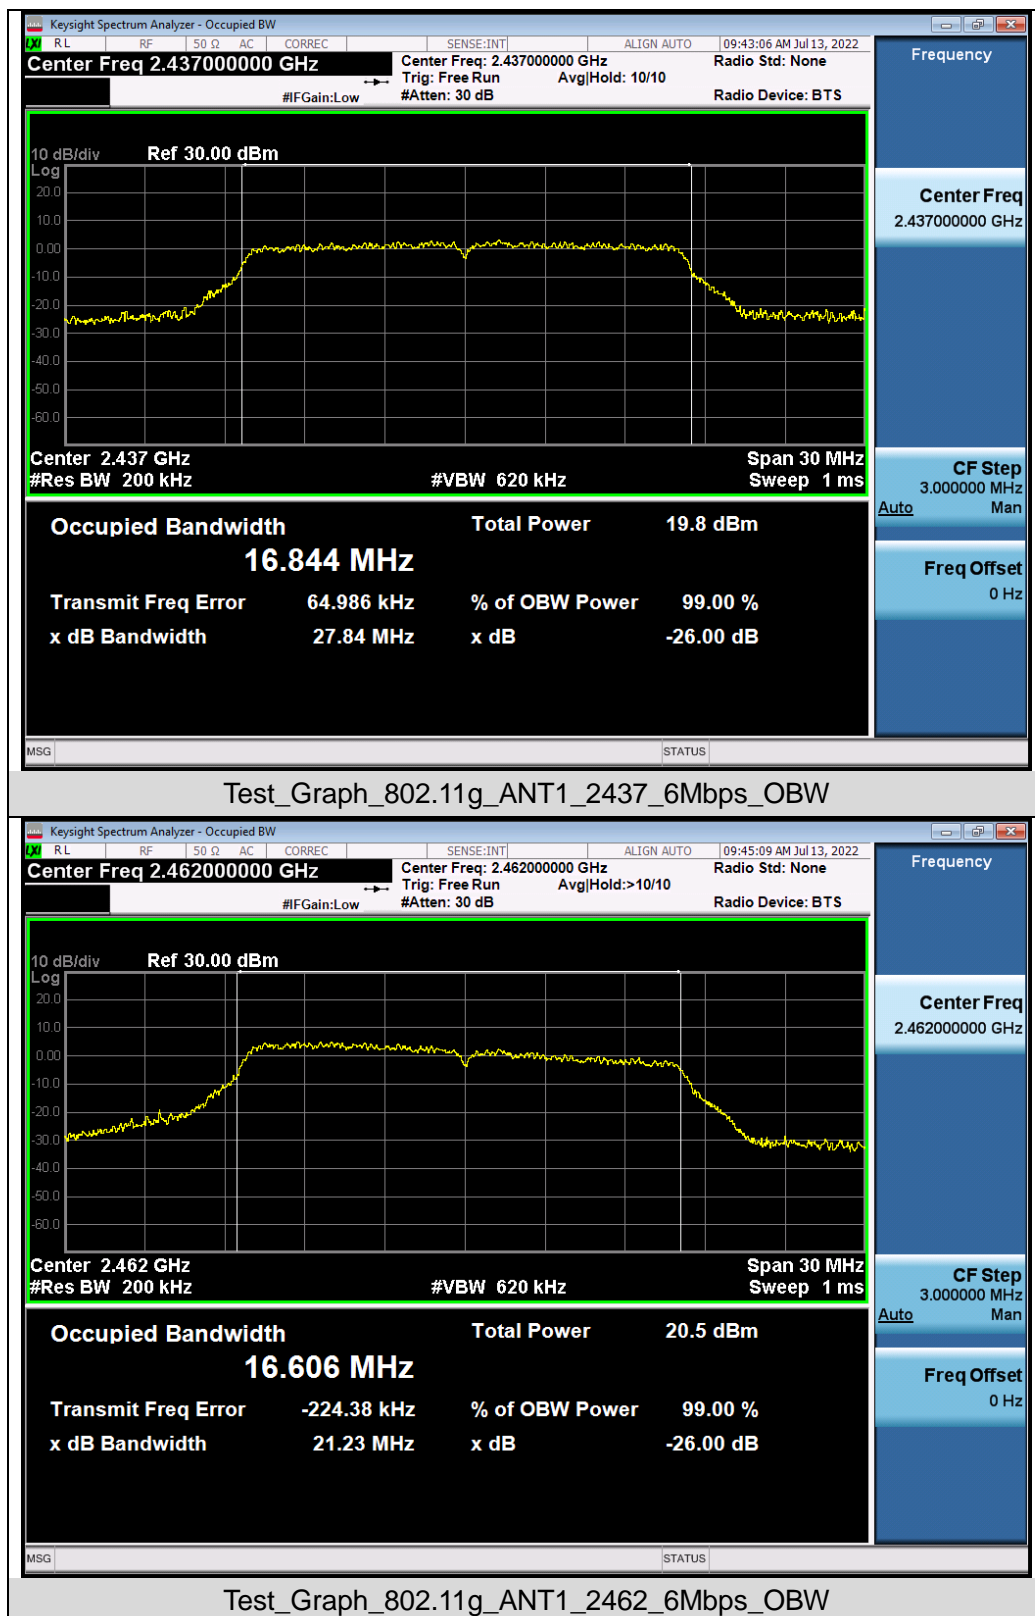 Keysight Spectrum Analyzer - Occupied BW
LXI RL RF 50 Ω AC CORREC SENSE:INT ALIGN AUTO 09:43:06 AM Jul 13, 2022
Center Freq 2.437000000 GHz
Center Freq: 2.437000000 GHz Radio Std: None
Trig: Free Run Avg|Hold: 10/10
#IFGain:Low #Atten: 30 dB Radio Device: BTS
Frequency
10 dB/div Ref 30.00 dBm
Log
20.0
10.0
0.00
-10.0
-20.0
-30.0
-40.0
-50.0
-60.0
Center 2.437 GHz Span 30 MHz
#Res BW 200 kHz #VBW 620 kHz Sweep 1 ms
Center Freq
2.437000000 GHz
CF Step
3.000000 MHz
Auto Man
Freq Offset
0 Hz
Occupied Bandwidth Total Power 19.8 dBm
16.844 MHz
Transmit Freq Error 64.986 kHz % of OBW Power 99.00 %
x dB Bandwidth 27.84 MHz x dB -26.00 dB
MSG STATUS
Test_Graph_802.11g_ANT1_2437_6Mbps_OBW
Keysight Spectrum Analyzer - Occupied BW
LXI RL RF 50 Ω AC CORREC SENSE:INT ALIGN AUTO 09:45:09 AM Jul 13, 2022
Center Freq 2.462000000 GHz
Center Freq: 2.462000000 GHz Radio Std: None
Trig: Free Run Avg|Hold:>10/10
#IFGain:Low #Atten: 30 dB Radio Device: BTS
Frequency
10 dB/div Ref 30.00 dBm
Log
20.0
10.0
0.00
-10.0
-20.0
-30.0
-40.0
-50.0
-60.0
Center 2.462 GHz Span 30 MHz
#Res BW 200 kHz #VBW 620 kHz Sweep 1 ms
Center Freq
2.462000000 GHz
CF Step
3.000000 MHz
Auto Man
Freq Offset
0 Hz
Occupied Bandwidth Total Power 20.5 dBm
16.606 MHz
Transmit Freq Error -224.38 kHz % of OBW Power 99.00 %
x dB Bandwidth 21.23 MHz x dB -26.00 dB
MSG STATUS
Test_Graph_802.11g_ANT1_2462_6Mbps_OBW